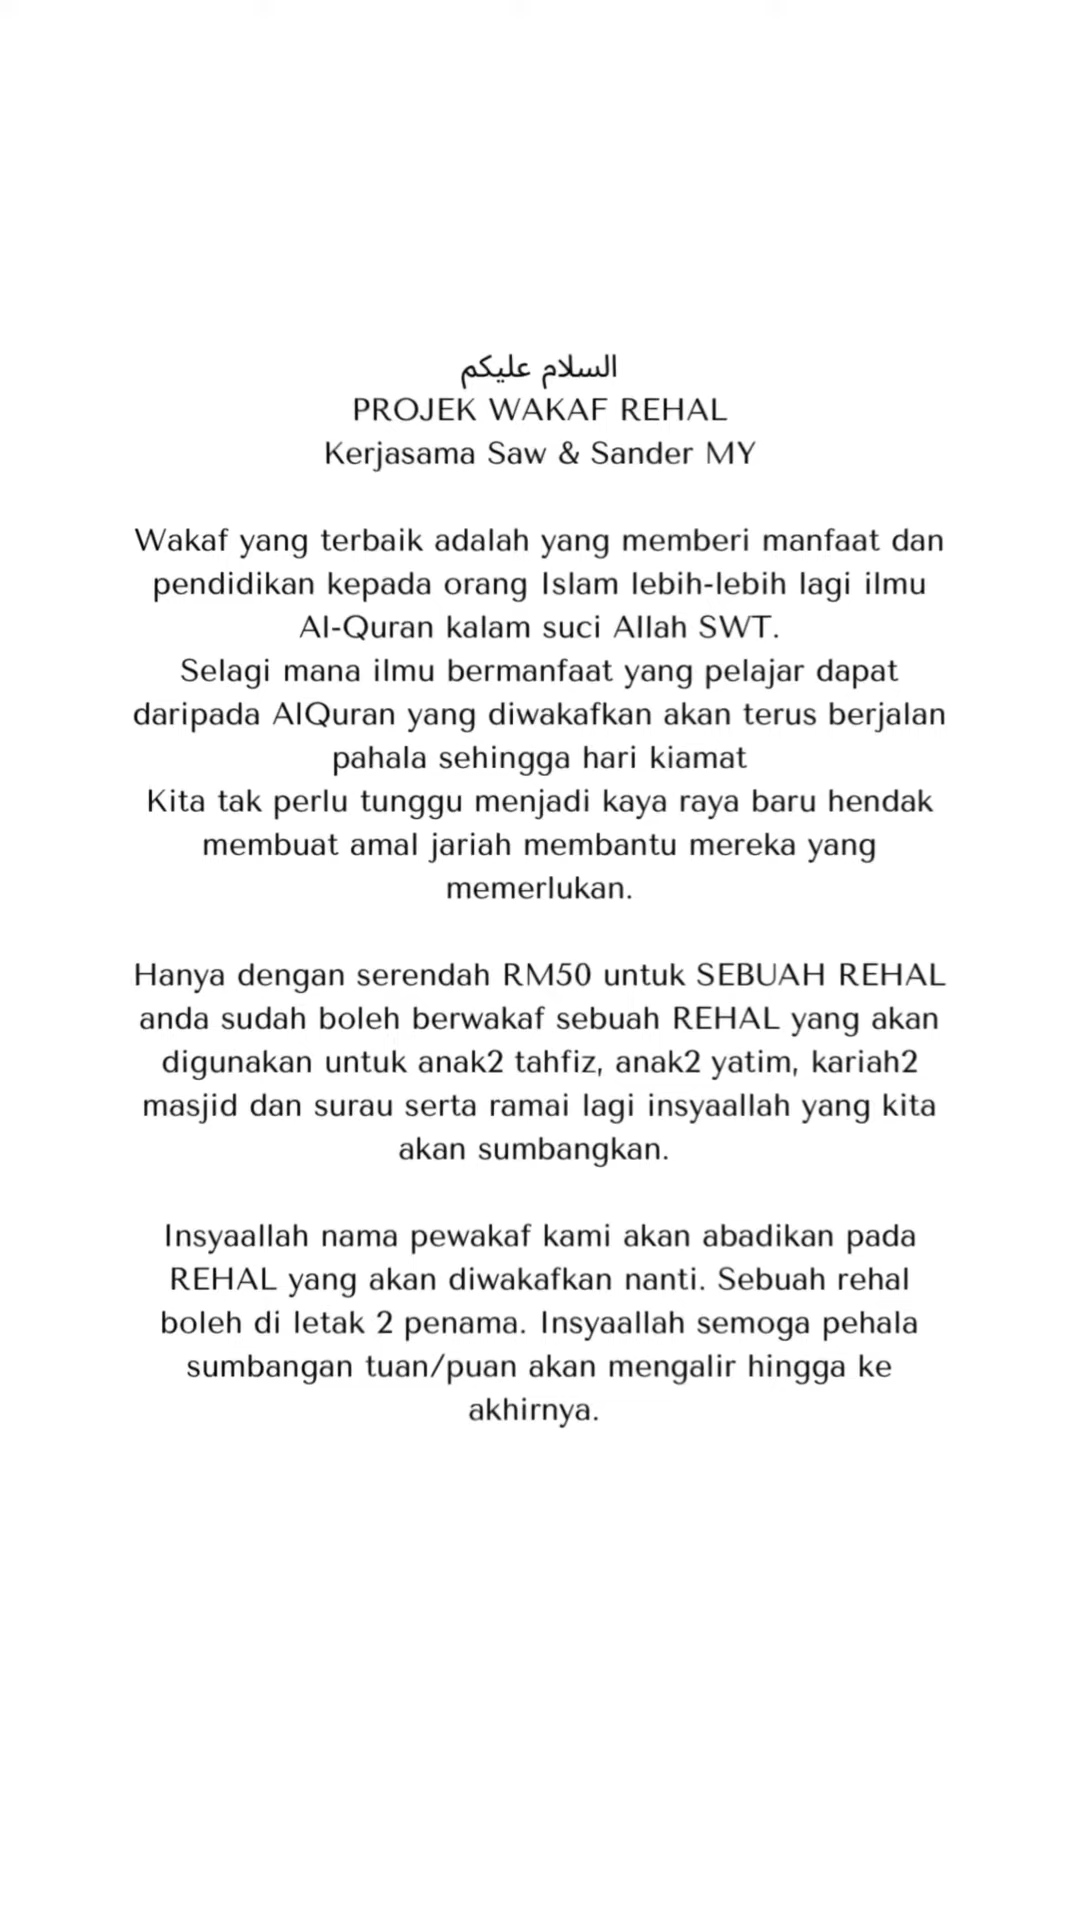 السلام عليكم
PROJEK WAKAF REHAL
Kerjasama Saw & Sander MY
Wakaf yang terbaik adalah yang memberi manfaat dan
pendidikan kepada orang Islam lebih-lebih lagi ilmu
Al-Quran kalam suci Allah SWT.
Selagi mana ilmu bermanfaat yang pelajar dapat
daripada AlQuran yang diwakafkan akan terus berjalan
pahala sehingga hari kiamat
Kita tak perlu tunggu menjadi kaya raya baru hendak
membuat amal jariah membantu mereka yang
memerlukan.
Hanya dengan serendah RM50 untuk SEBUAH REHAL
anda sudah boleh berwakaf sebuah REHAL yang akan
digunakan untuk anak2 tahfiz, anak2 yatim, kariah2
masjid dan surau serta ramai lagi insyaallah yang kita
akan sumbangkan.
Insyaallah nama pewakaf kami akan abadikan pada
REHAL yang akan diwakafkan nanti. Sebuah rehal
boleh di letak 2 penama. Insyaallah semoga pehala
sumbangan tuan/puan akan mengalir hingga ke
akhirnya.